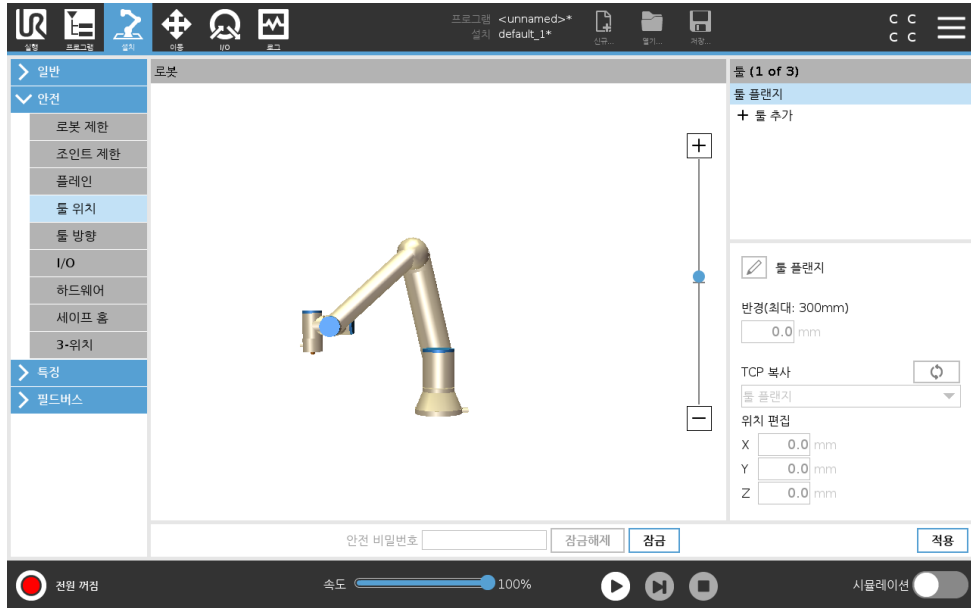 프로그램 <unnamed>*
설치 default_1*
UR
실행
프로그램
설치
이동
I/O
로그
신규...
열기...
저장...
C C
C C
일반
안전
로봇 제한
조인트 제한
플레인
툴 위치
툴 방향
I/O
하드웨어
세이프 홈
3-위치
특징
필드버스
로봇
툴 (1 of 3)
툴 플랜지
+ 툴 추가
툴 플랜지
반경(최대: 300mm)
0.0 mm
TCP 복사
툴 플랜지
위치 편집
X 0.0 mm
Y 0.0 mm
Z 0.0 mm
안전 비밀번호 잠금해제 잠금 적용
전원 꺼짐 속도 100% 시뮬레이션